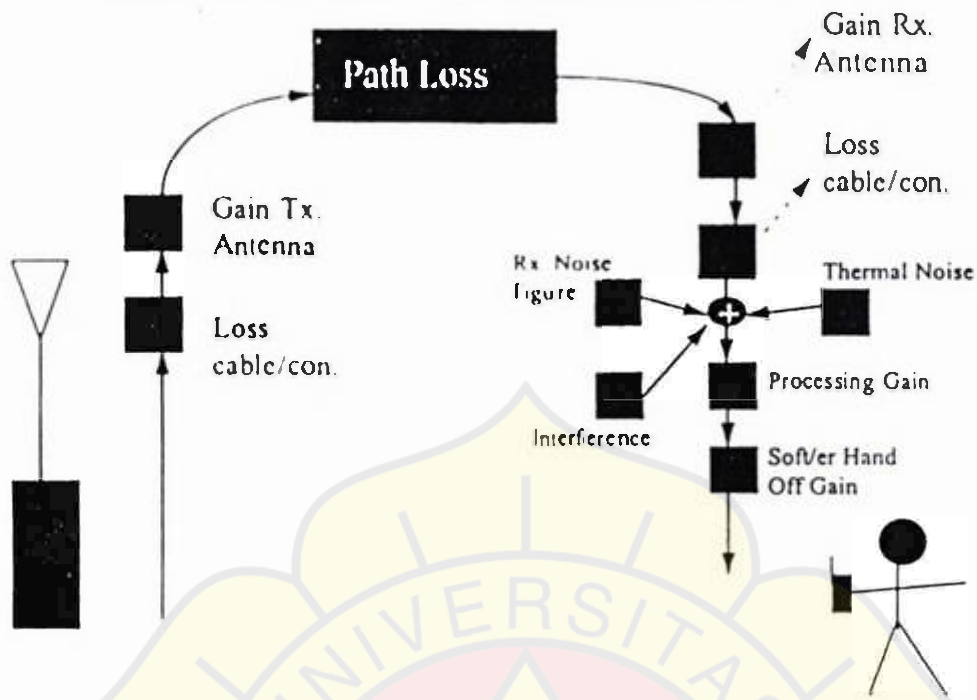 Path Loss
Gain Rx.
Antenna
Loss
cable/con.
Gain Tx.
Antenna
Loss
cable/con.
Rx Noise
Figure
Thermal Noise
Interference
Processing Gain
Soft/er Hand
Off Gain
UNIVERSITA